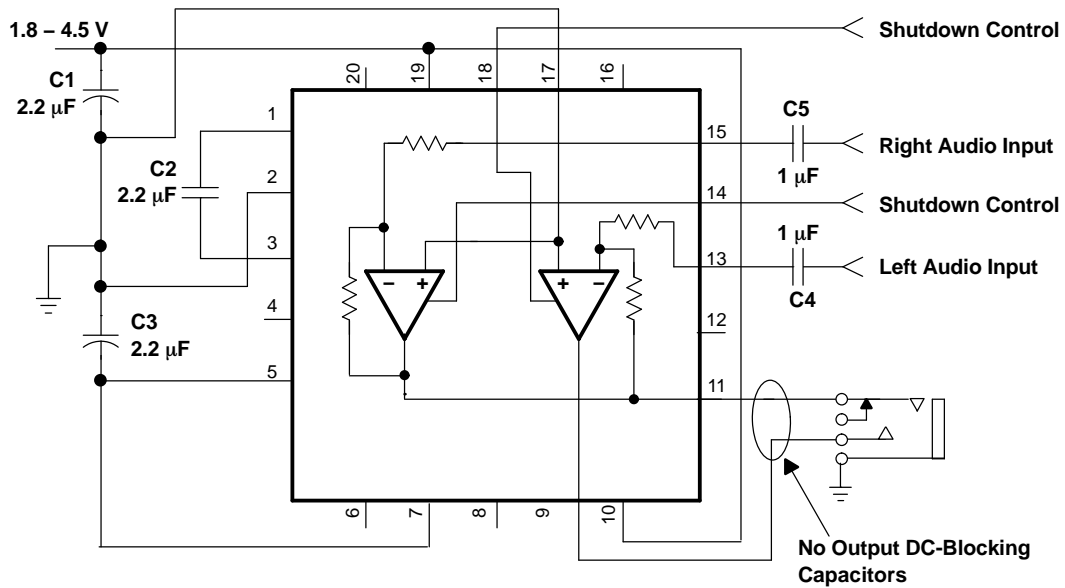 1.8 – 4.5 V
Shutdown Control
C1
2.2 µF
20
19
18
17
16
1
15
C5
1 µF
Right Audio Input
C2
2.2 µF
2
14
Shutdown Control
3
13
1 µF
C4
Left Audio Input
− +
+ −
4
12
C3
2.2 µF
5
11
6
7
8
9
10
No Output DC-Blocking
Capacitors